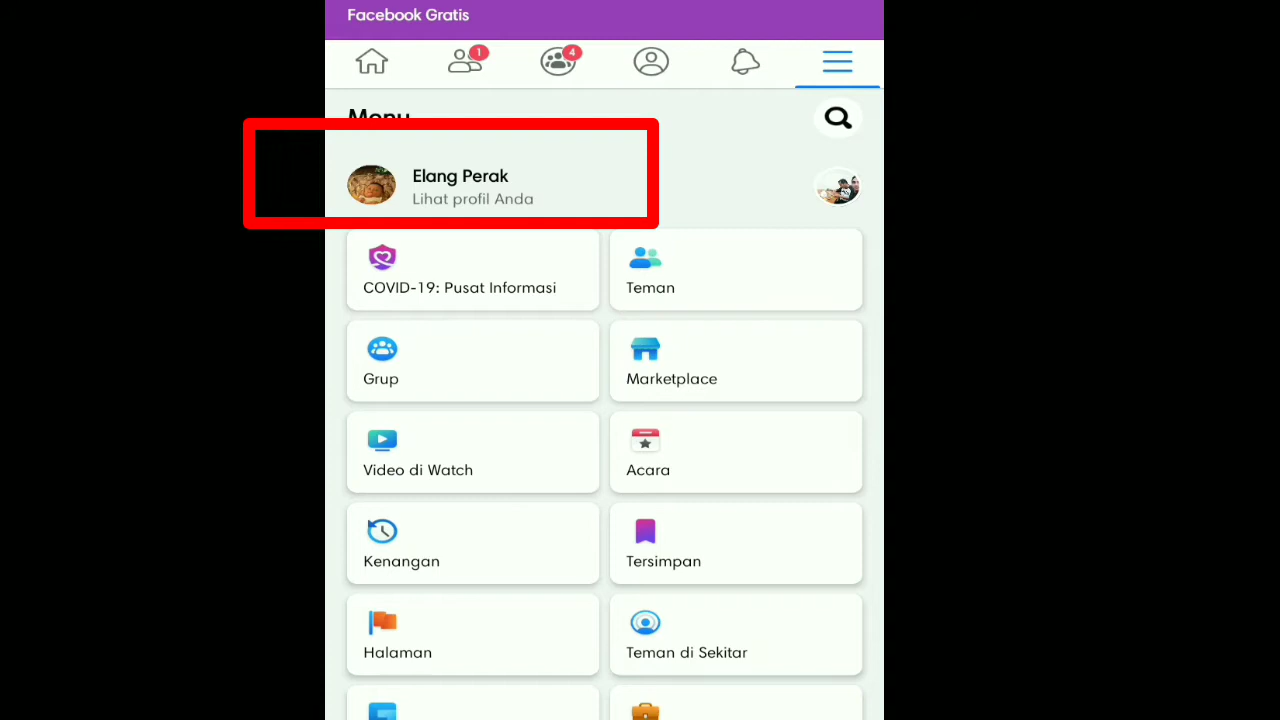 Facebook Gratis
1
4
Menu
Elang Perak
Lihat profil Anda
COVID-19: Pusat Informasi
Teman
Grup
Marketplace
Video di Watch
Acara
Kenangan
Tersimpan
Halaman
Teman di Sekitar